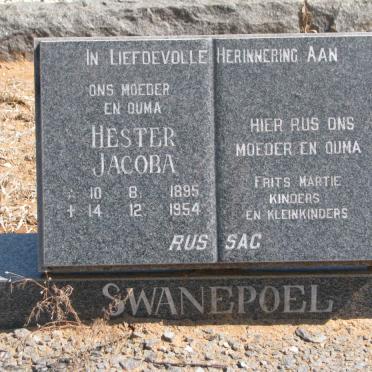 IN LIEFDEVOLLE HERINNERING AAN
ONS MOEDER
EN OUMA
HESTER
JACOBA
☆ 10 8 1895
✝ 14 12 1954
HIER RUS ONS
MOEDER EN OUMA
FRITS MARTIE
KINDERS
EN KLEINKINDERS
RUS SAG
SWANEPOEL